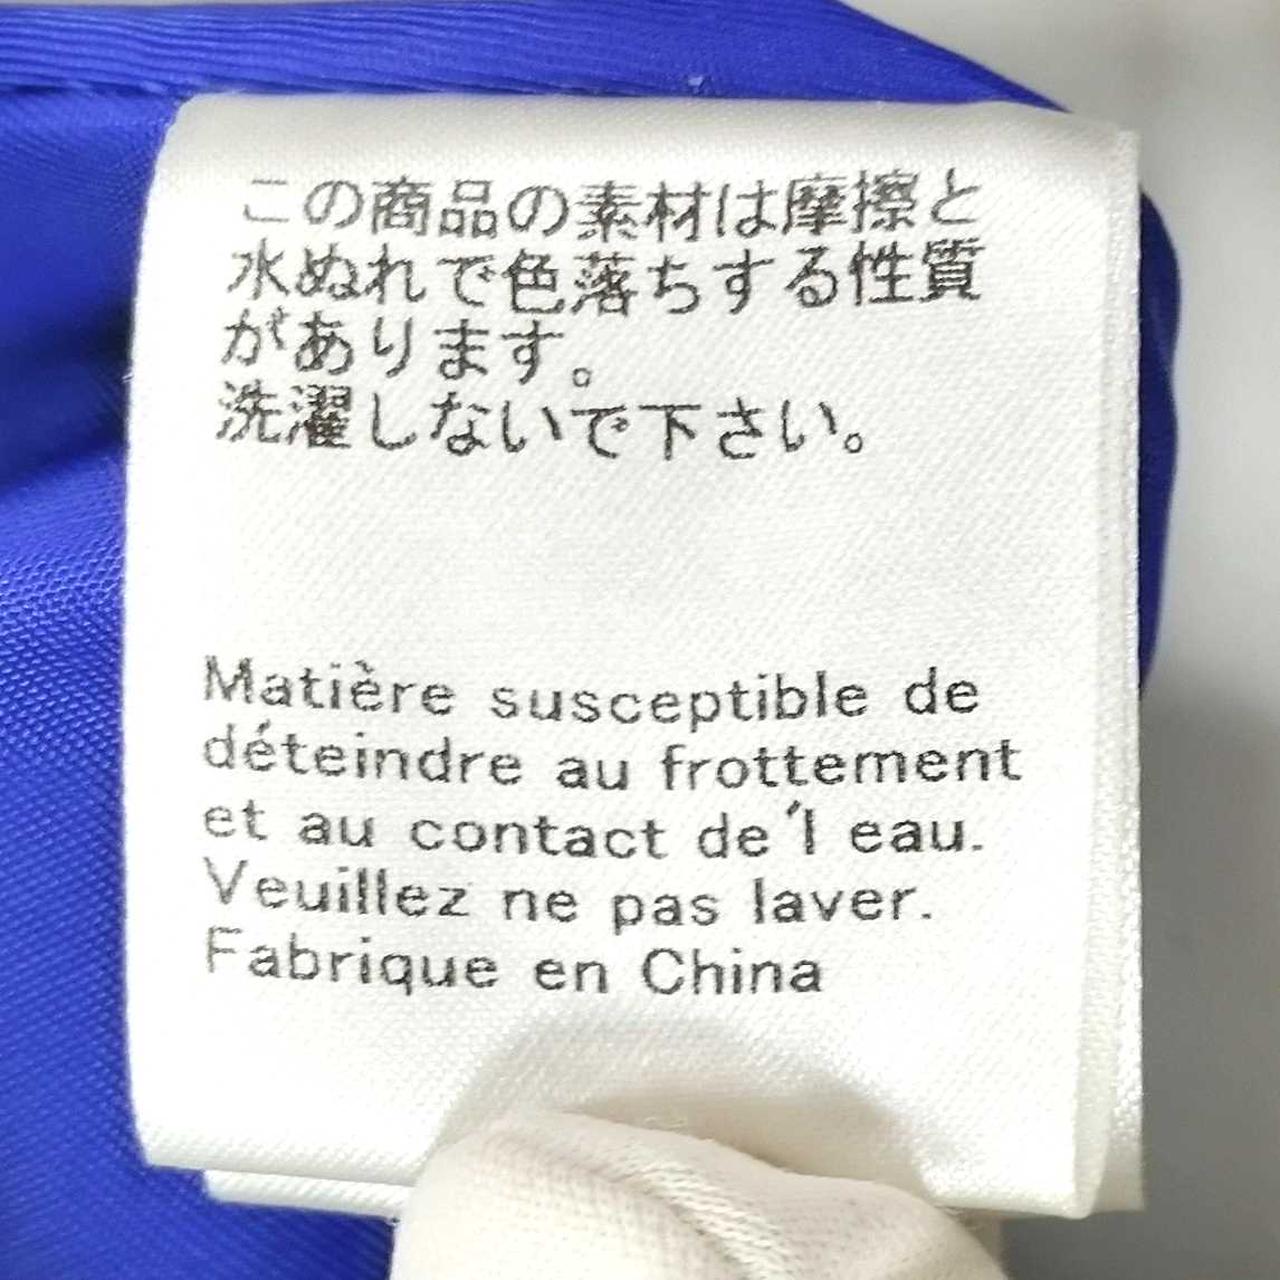 この商品の素材は摩擦と
水ぬれで色落ちする性質
があります。
洗濯しないで下さい。
Matière susceptible de
déteindre au frottement
et au contact de'l eau.
Veuillez ne pas laver.
Fabrique en China